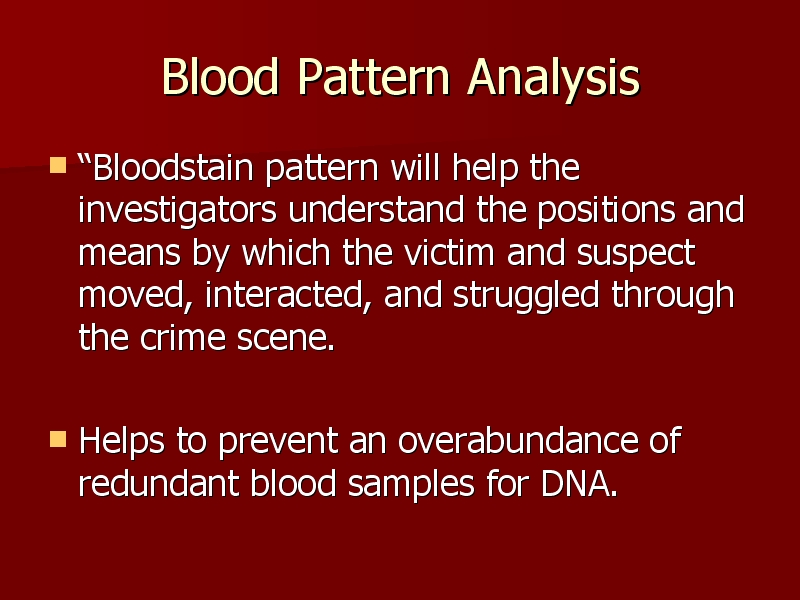 Blood Pattern Analysis
“Bloodstain pattern will help the
investigators understand the positions and
means by which the victim and suspect
moved, interacted, and struggled through
the crime scene.
Helps to prevent an overabundance of
redundant blood samples for DNA.